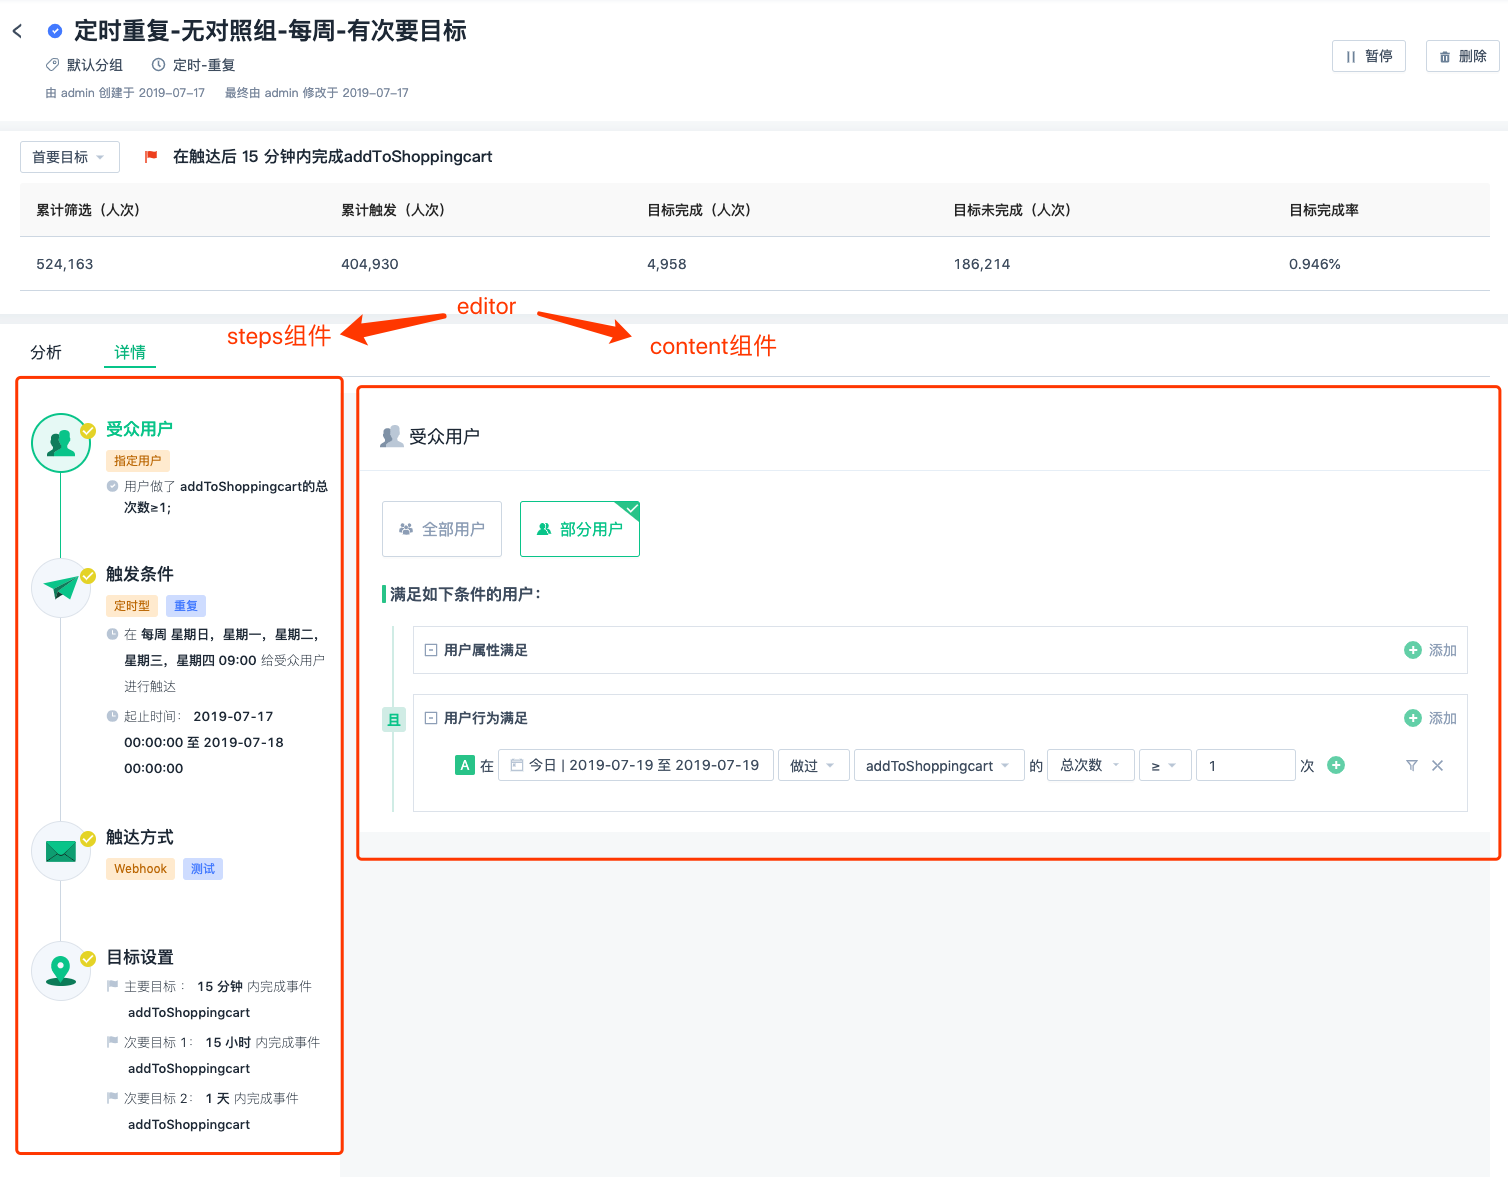 定时重复-无对照组-每周-有次要目标
暂停
删除
默认分组 定时-重复
由 admin 创建于 2019-07-17 最终由 admin 修改于 2019-07-17
首要目标 在触达后 15 分钟内完成addToShoppingcart
累计筛选（人次） 累计触发（人次） 目标完成（人次） 目标未完成（人次） 目标完成率
524,163 404,930 4,958 186,214 0.946%
editor
steps组件
content组件
分析 详情
受众用户
指定用户
用户做了 addToShoppingcart的总
次数≥1;
触发条件
定时型 重复
在 每周 星期日，星期一，星期二，
星期三，星期四 09:00 给受众用户
进行触达
起止时间： 2019-07-17
00:00:00 至 2019-07-18
00:00:00
触达方式
Webhook 测试
目标设置
主要目标： 15 分钟 内完成事件
addToShoppingcart
次要目标 1： 15 小时 内完成事件
addToShoppingcart
次要目标 2： 1 天 内完成事件
addToShoppingcart
受众用户
全部用户 部分用户
满足如下条件的用户：
用户属性满足 添加
且
用户行为满足 添加
A 在 今日 | 2019-07-19 至 2019-07-19 做过 addToShoppingcart 的 总次数 ≥ 1 次